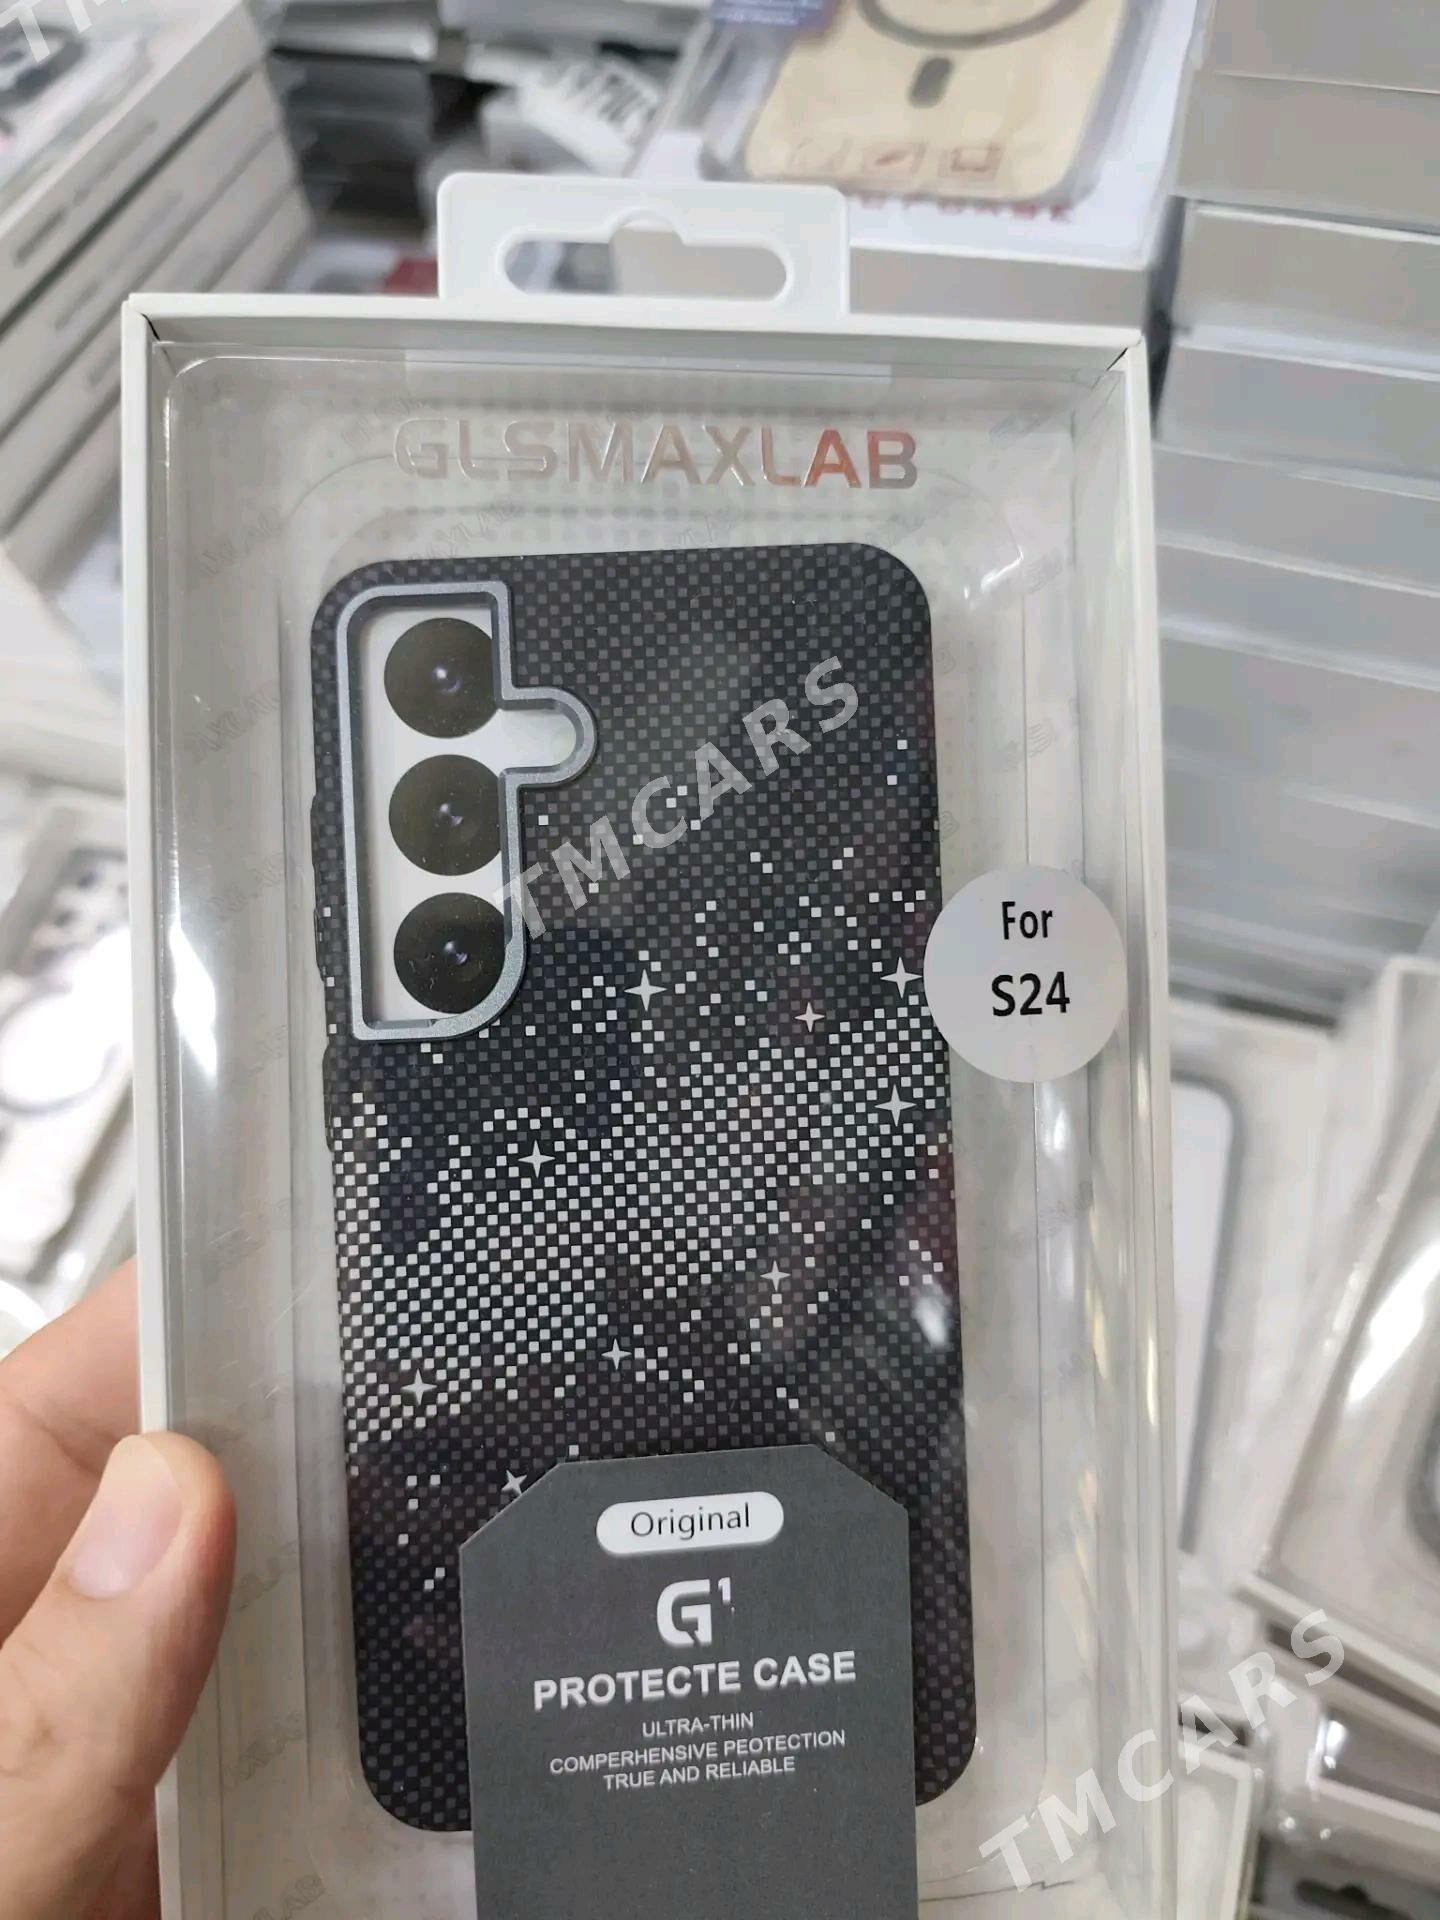 GLSMAXLAB
TMCARS
For
S24
Original
G1
PROTECTE CASE
ULTRA-THIN
COMPERHENSIVE PEOTECTION
TRUE AND RELIABLE
TMCARS